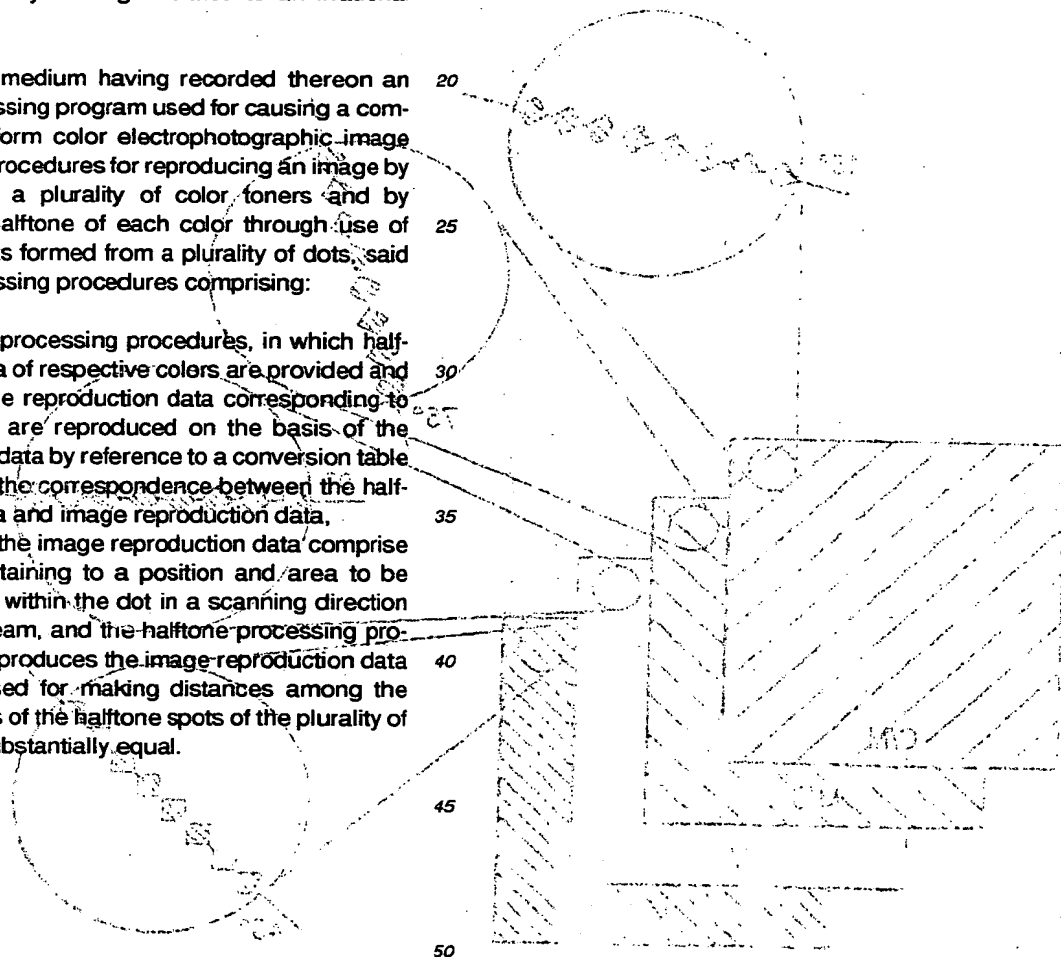 medium having recorded thereon an 20
ssing program used for causing a com-
form color electrophotographic image
rocedures for reproducing an image by
a plurality of color toners and by
alftone of each color through use of 25
s formed from a plurality of dots, said
ssing procedures comprising:
processing procedures, in which half-
a of respective colors are provided and 30
e reproduction data corresponding to
are reproduced on the basis of the
data by reference to a conversion table
the correspondence between the half-
a and image reproduction data, 35
the image reproduction data comprise
taining to a position and area to be
within the dot in a scanning direction
eam, and the halftone processing pro-
produces the image reproduction data 40
sed for making distances among the
s of the halftone spots of the plurality of
bstantially equal.
45
50
75°
C/M